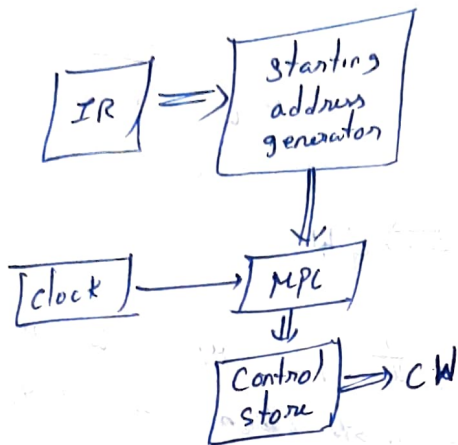 IR
starting
address
generator
clock
MPC
Control
store
CW